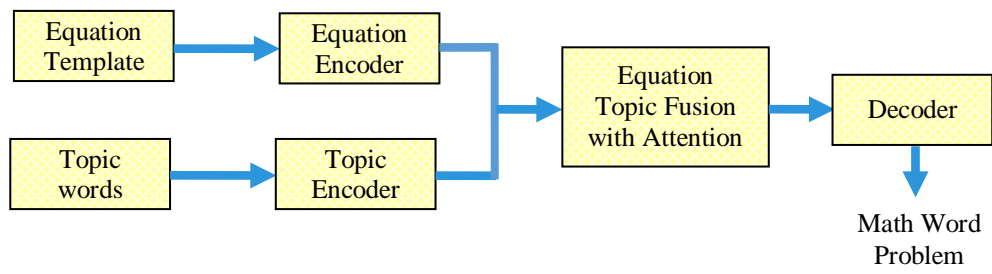 Equation
Template
Equation
Encoder
Topic
words
Topic
Encoder
Equation
Topic Fusion
with Attention
Decoder
Math Word
Problem